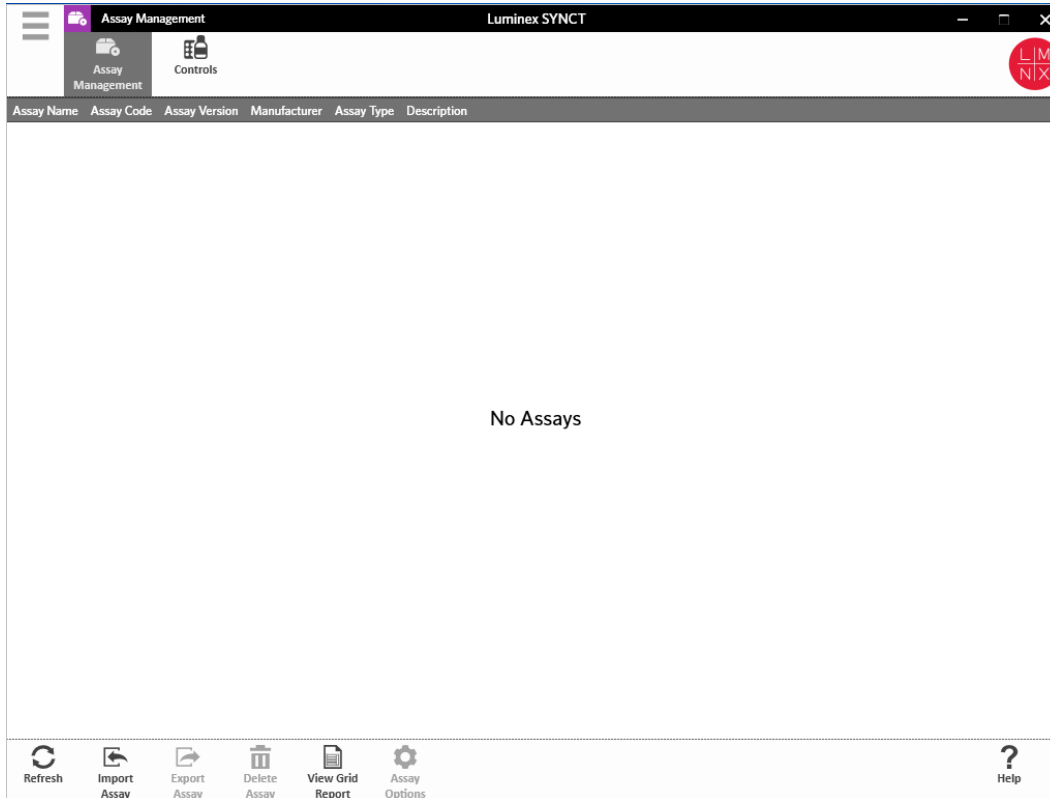 Assay Management
Luminex SYNCT
Assay
Management
Controls
L M
N X
Assay Name Assay Code Assay Version Manufacturer Assay Type Description
No Assays
Refresh
Import
Assay
Export
Assay
Delete
Assay
View Grid
Report
Assay
Options
?
Help